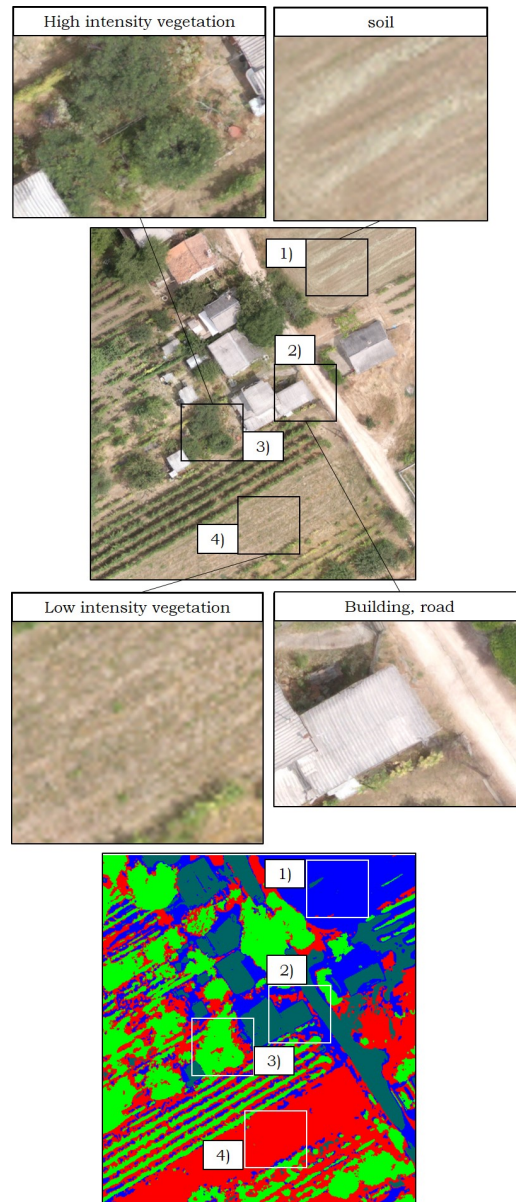 High intensity vegetation
soil
1)
2)
3)
4)
Low intensity vegetation
Building, road
1)
2)
3)
4)